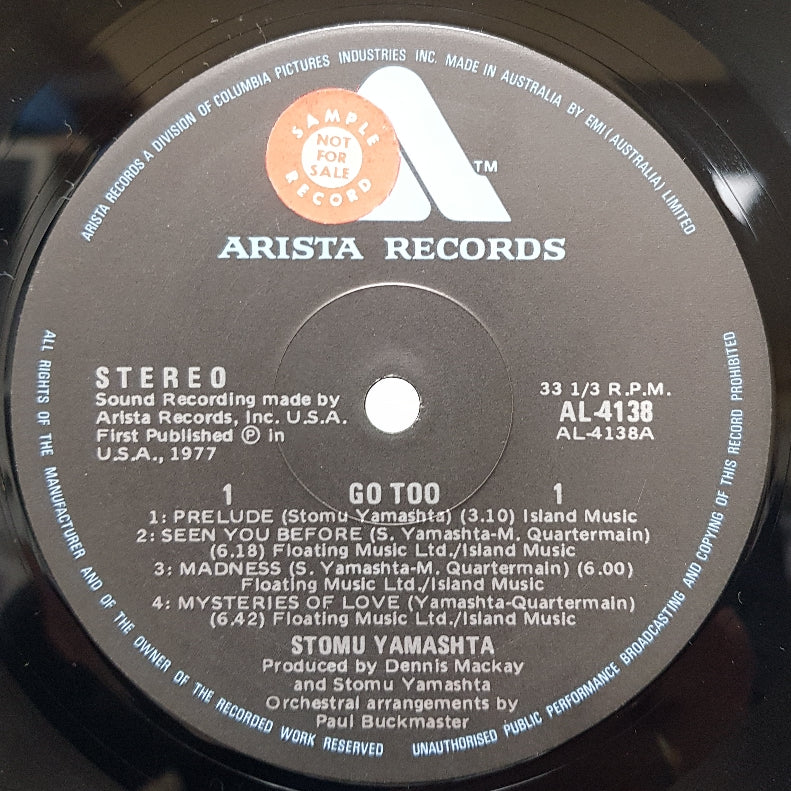 ARISTA RECORDS A DIVISION OF COLUMBIA PICTURES INDUSTRIES INC. MADE IN AUSTRALIA BY EMI (AUSTRALIA) LIMITED
SAMPLE
NOT
FOR
SALE
RECORD
TM
ARISTA RECORDS
STEREO
Sound Recording made by
Arista Records, Inc. U.S.A.
First Published ℗ in
U.S.A., 1977
33 1/3 R.P.M.
AL-4138
AL-4138A
1 GO TOO 1
1: PRELUDE (Stomu Yamashta) (3.10) Island Music
2: SEEN YOU BEFORE (S. Yamashta-M. Quartermain)
(6.18) Floating Music Ltd./Island Music
3: MADNESS (S. Yamashta-M. Quartermain) (6.00)
Floating Music Ltd./Island Music
4: MYSTERIES OF LOVE (Yamashta-Quartermain)
(6.42) Floating Music Ltd./Island Music
STOMU YAMASHTA
Produced by Dennis Mackay
and Stomu Yamashta
Orchestral arrangements by
Paul Buckmaster
ALL RIGHTS OF THE MANUFACTURER AND OF THE OWNER OF THE RECORDED WORK RESERVED
UNAUTHORISED PUBLIC PERFORMANCE BROADCASTING AND COPYING OF THIS RECORD PROHIBITED